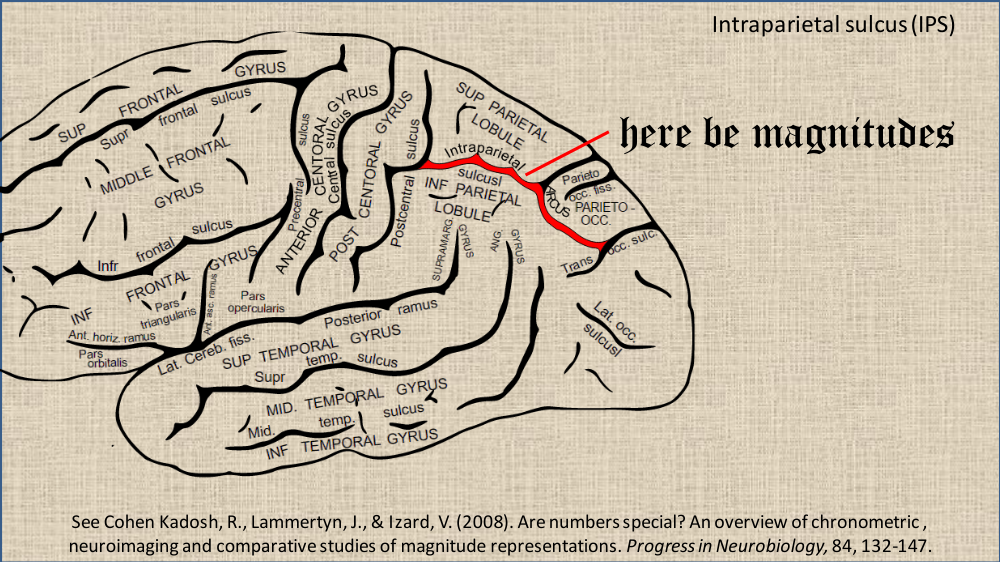 Intraparietal sulcus (IPS)
here be magnitudes
SUP FRONTAL GYRUS
Supr frontal sulcus
MIDDLE FRONTAL
GYRUS
Infr frontal sulcus
INF FRONTAL GYRUS
Pars
triangularis
Ant. horiz. ramus
Pars
orbitalis
Ant. asc. ramus
Pars
opercularis
Precentral sulcus
ANTERIOR CENTORAL GYRUS
Central sulcus
POST CENTORAL GYRUS
Postcentral sulcus
SUP PARIETAL
LOBULE
Intraparietal
sulcusl
INF PARIETAL
LOBULE
SUPRAMARG.
GYRUS
ANG.
GYRUS
ARCUS
Parieto
occ. fiss.
PARIETO-
OCC.
Trans occ. sulc.
Lat. occ.
sulcusl
Lat. Cereb. fiss.
Posterior ramus
SUP TEMPORAL GYRUS
Supr temp. sulcus
MID. TEMPORAL GYRUS
Mid. temp. sulcus
INF TEMPORAL GYRUS
See Cohen Kadosh, R., Lammertyn, J., & Izard, V. (2008). Are numbers special? An overview of chronometric,
neuroimaging and comparative studies of magnitude representations. Progress in Neurobiology, 84, 132-147.